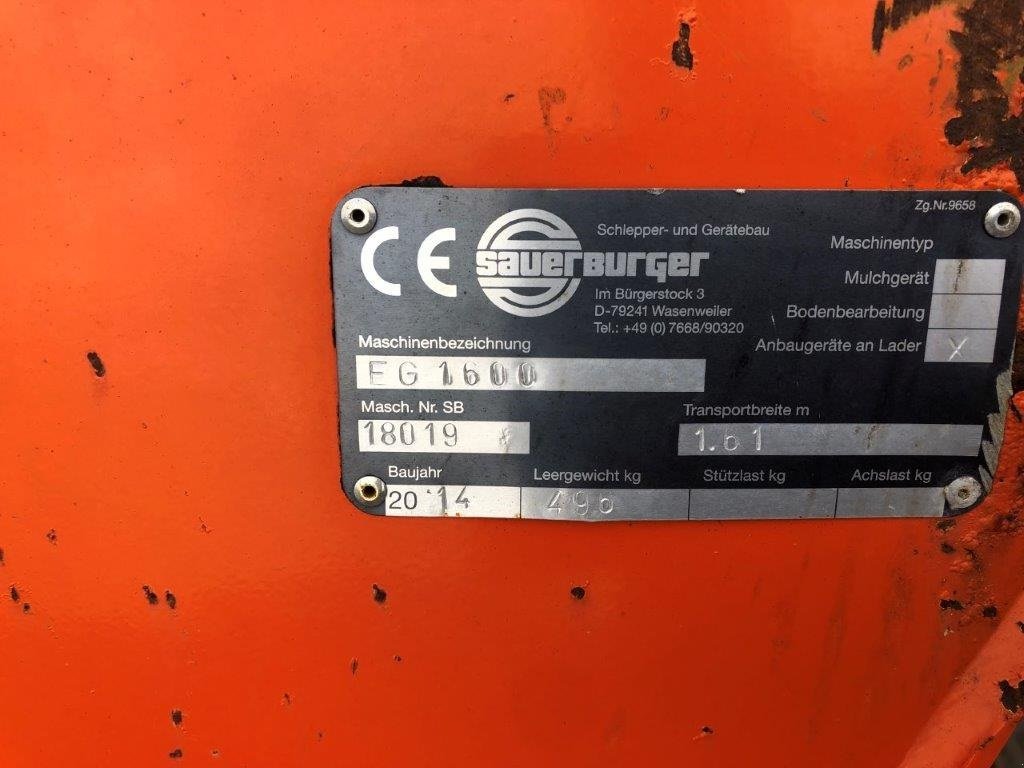 Zg.Nr.9658
CE
sauerburger
Schlepper- und Gerätebau
Im Bürgerstock 3
D-79241 Wasenweiler
Tel.: +49 (0) 7668/90320
Maschinentyp
Mulchgerät
Bodenbearbeitung
Anbaugeräte an Lader X
Maschinenbezeichnung
EG 1600
Masch. Nr. SB
18019
Transportbreite m
1.61
Baujahr
2014
Leergewicht kg
496
Stützlast kg
Achslast kg